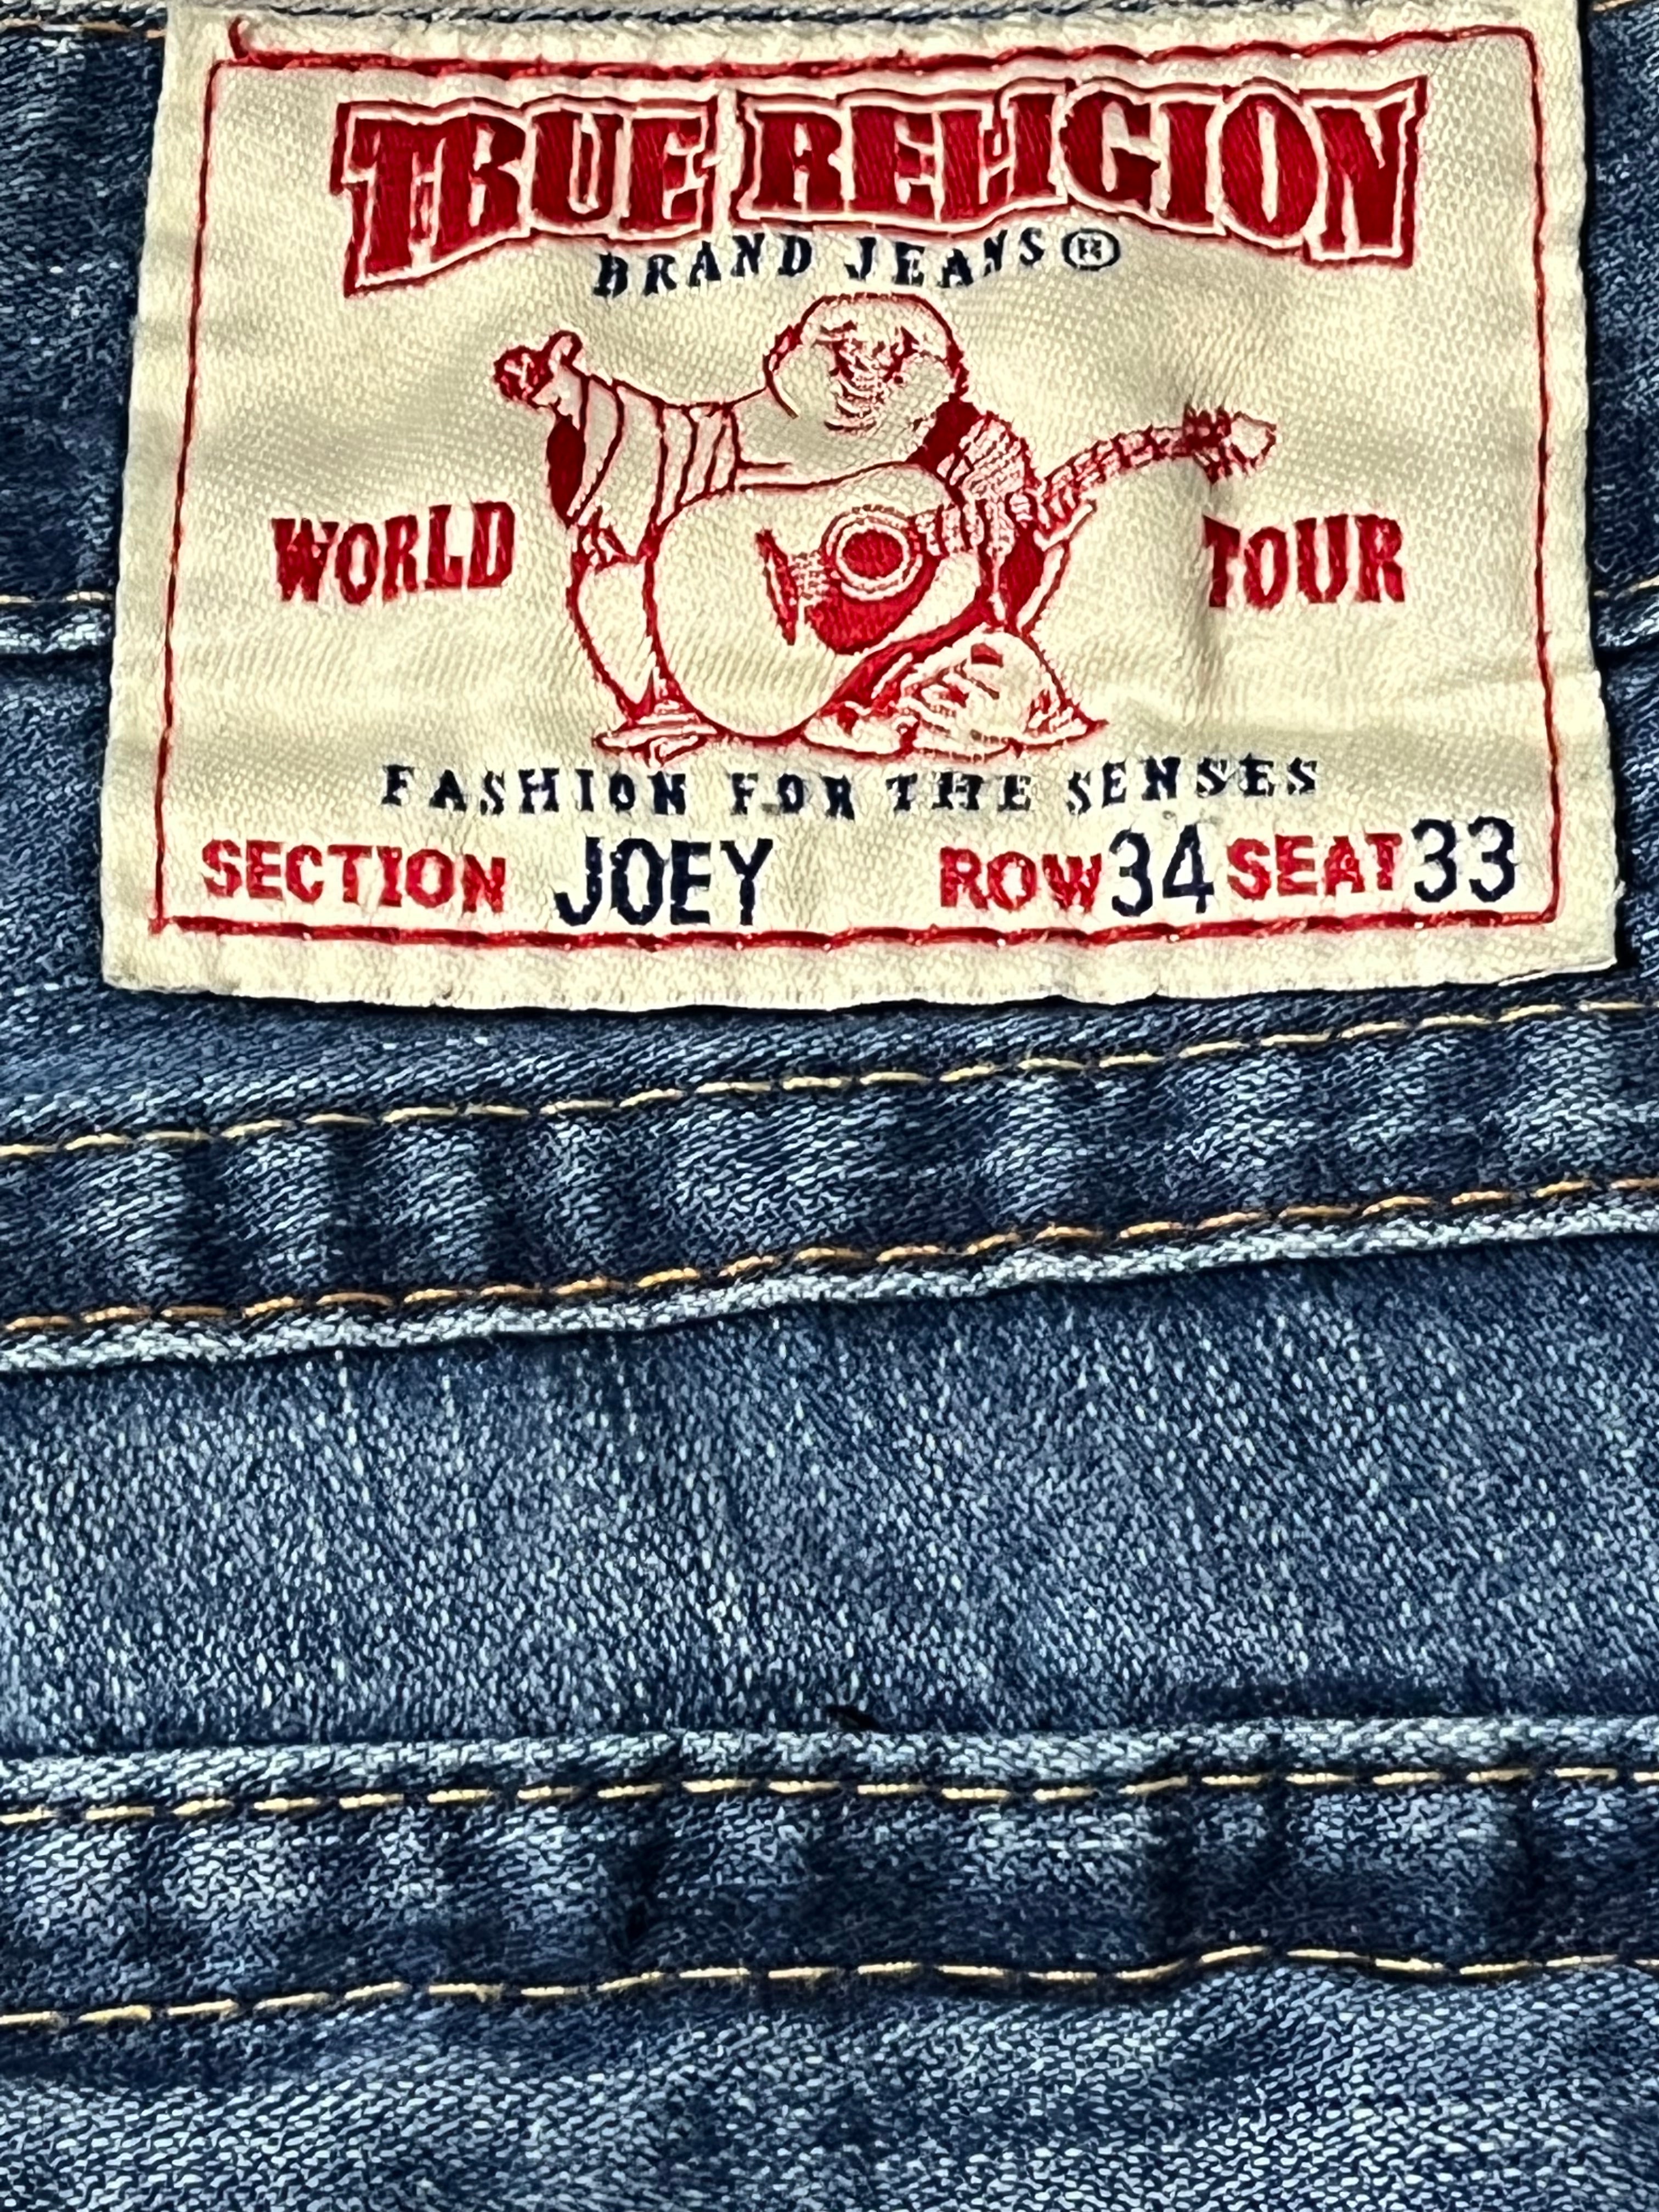 TRUE RELIGION
BRAND JEANS®
WORLD TOUR
FASHION FOR THE SENSES
SECTION JOEY ROW 34 SEAT 33